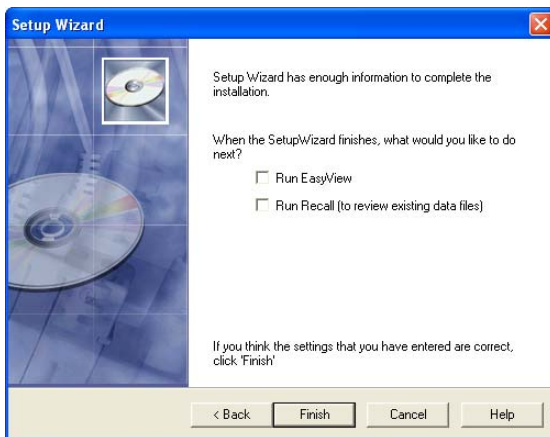 Setup Wizard
Setup Wizard has enough information to complete the
installation.
When the SetupWizard finishes, what would you like to do
next?
Run EasyView
Run Recall (to review existing data files)
If you think the settings that you have entered are correct,
click 'Finish'
< Back Finish Cancel Help